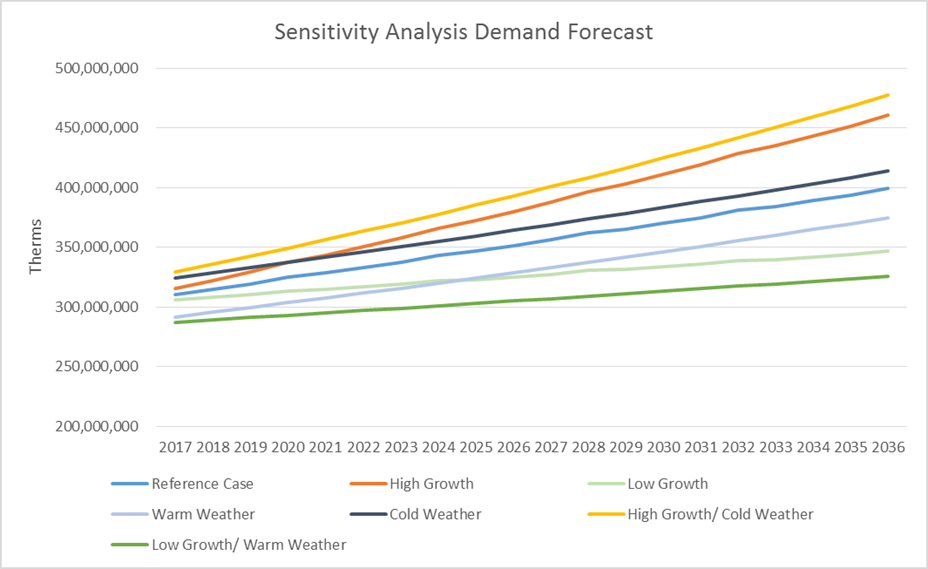 Sensitivity Analysis Demand Forecast
500,000,000
450,000,000
400,000,000
350,000,000
300,000,000
250,000,000
200,000,000
Therms
2017 2018 2019 2020 2021 2022 2023 2024 2025 2026 2027 2028 2029 2030 2031 2032 2033 2034 2035 2036
Reference Case High Growth Low Growth
Warm Weather Cold Weather High Growth/ Cold Weather
Low Growth/ Warm Weather